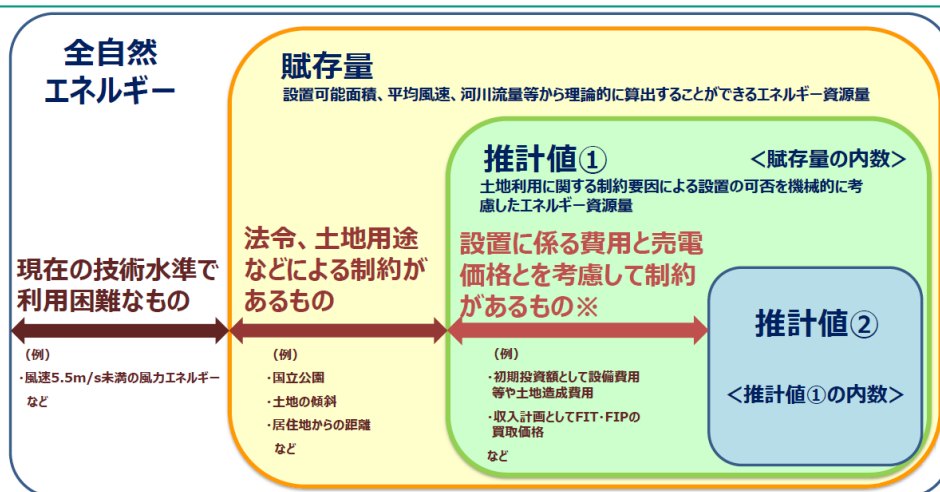 全自然
エネルギー
賦存量
設置可能面積、平均風速、河川流量等から理論的に算出することができるエネルギー資源量
推計値①
<賦存量の内数>
土地利用に関する制約要因による設置の可否を機械的に考
慮したエネルギー資源量
現在の技術水準で
利用困難なもの
法令、土地用途
などによる制約が
あるもの
設置に係る費用と売電
価格とを考慮して制約
があるもの※
推計値②
<推計値①の内数>
（例）
・風速5.5m/s未満の風力エネルギー
など
（例）
・国立公園
・土地の傾斜
・居住地からの距離
など
（例）
・初期投資額として設備費用
等や土地造成費用
・収入計画としてFIT・FIPの
買取価格
など